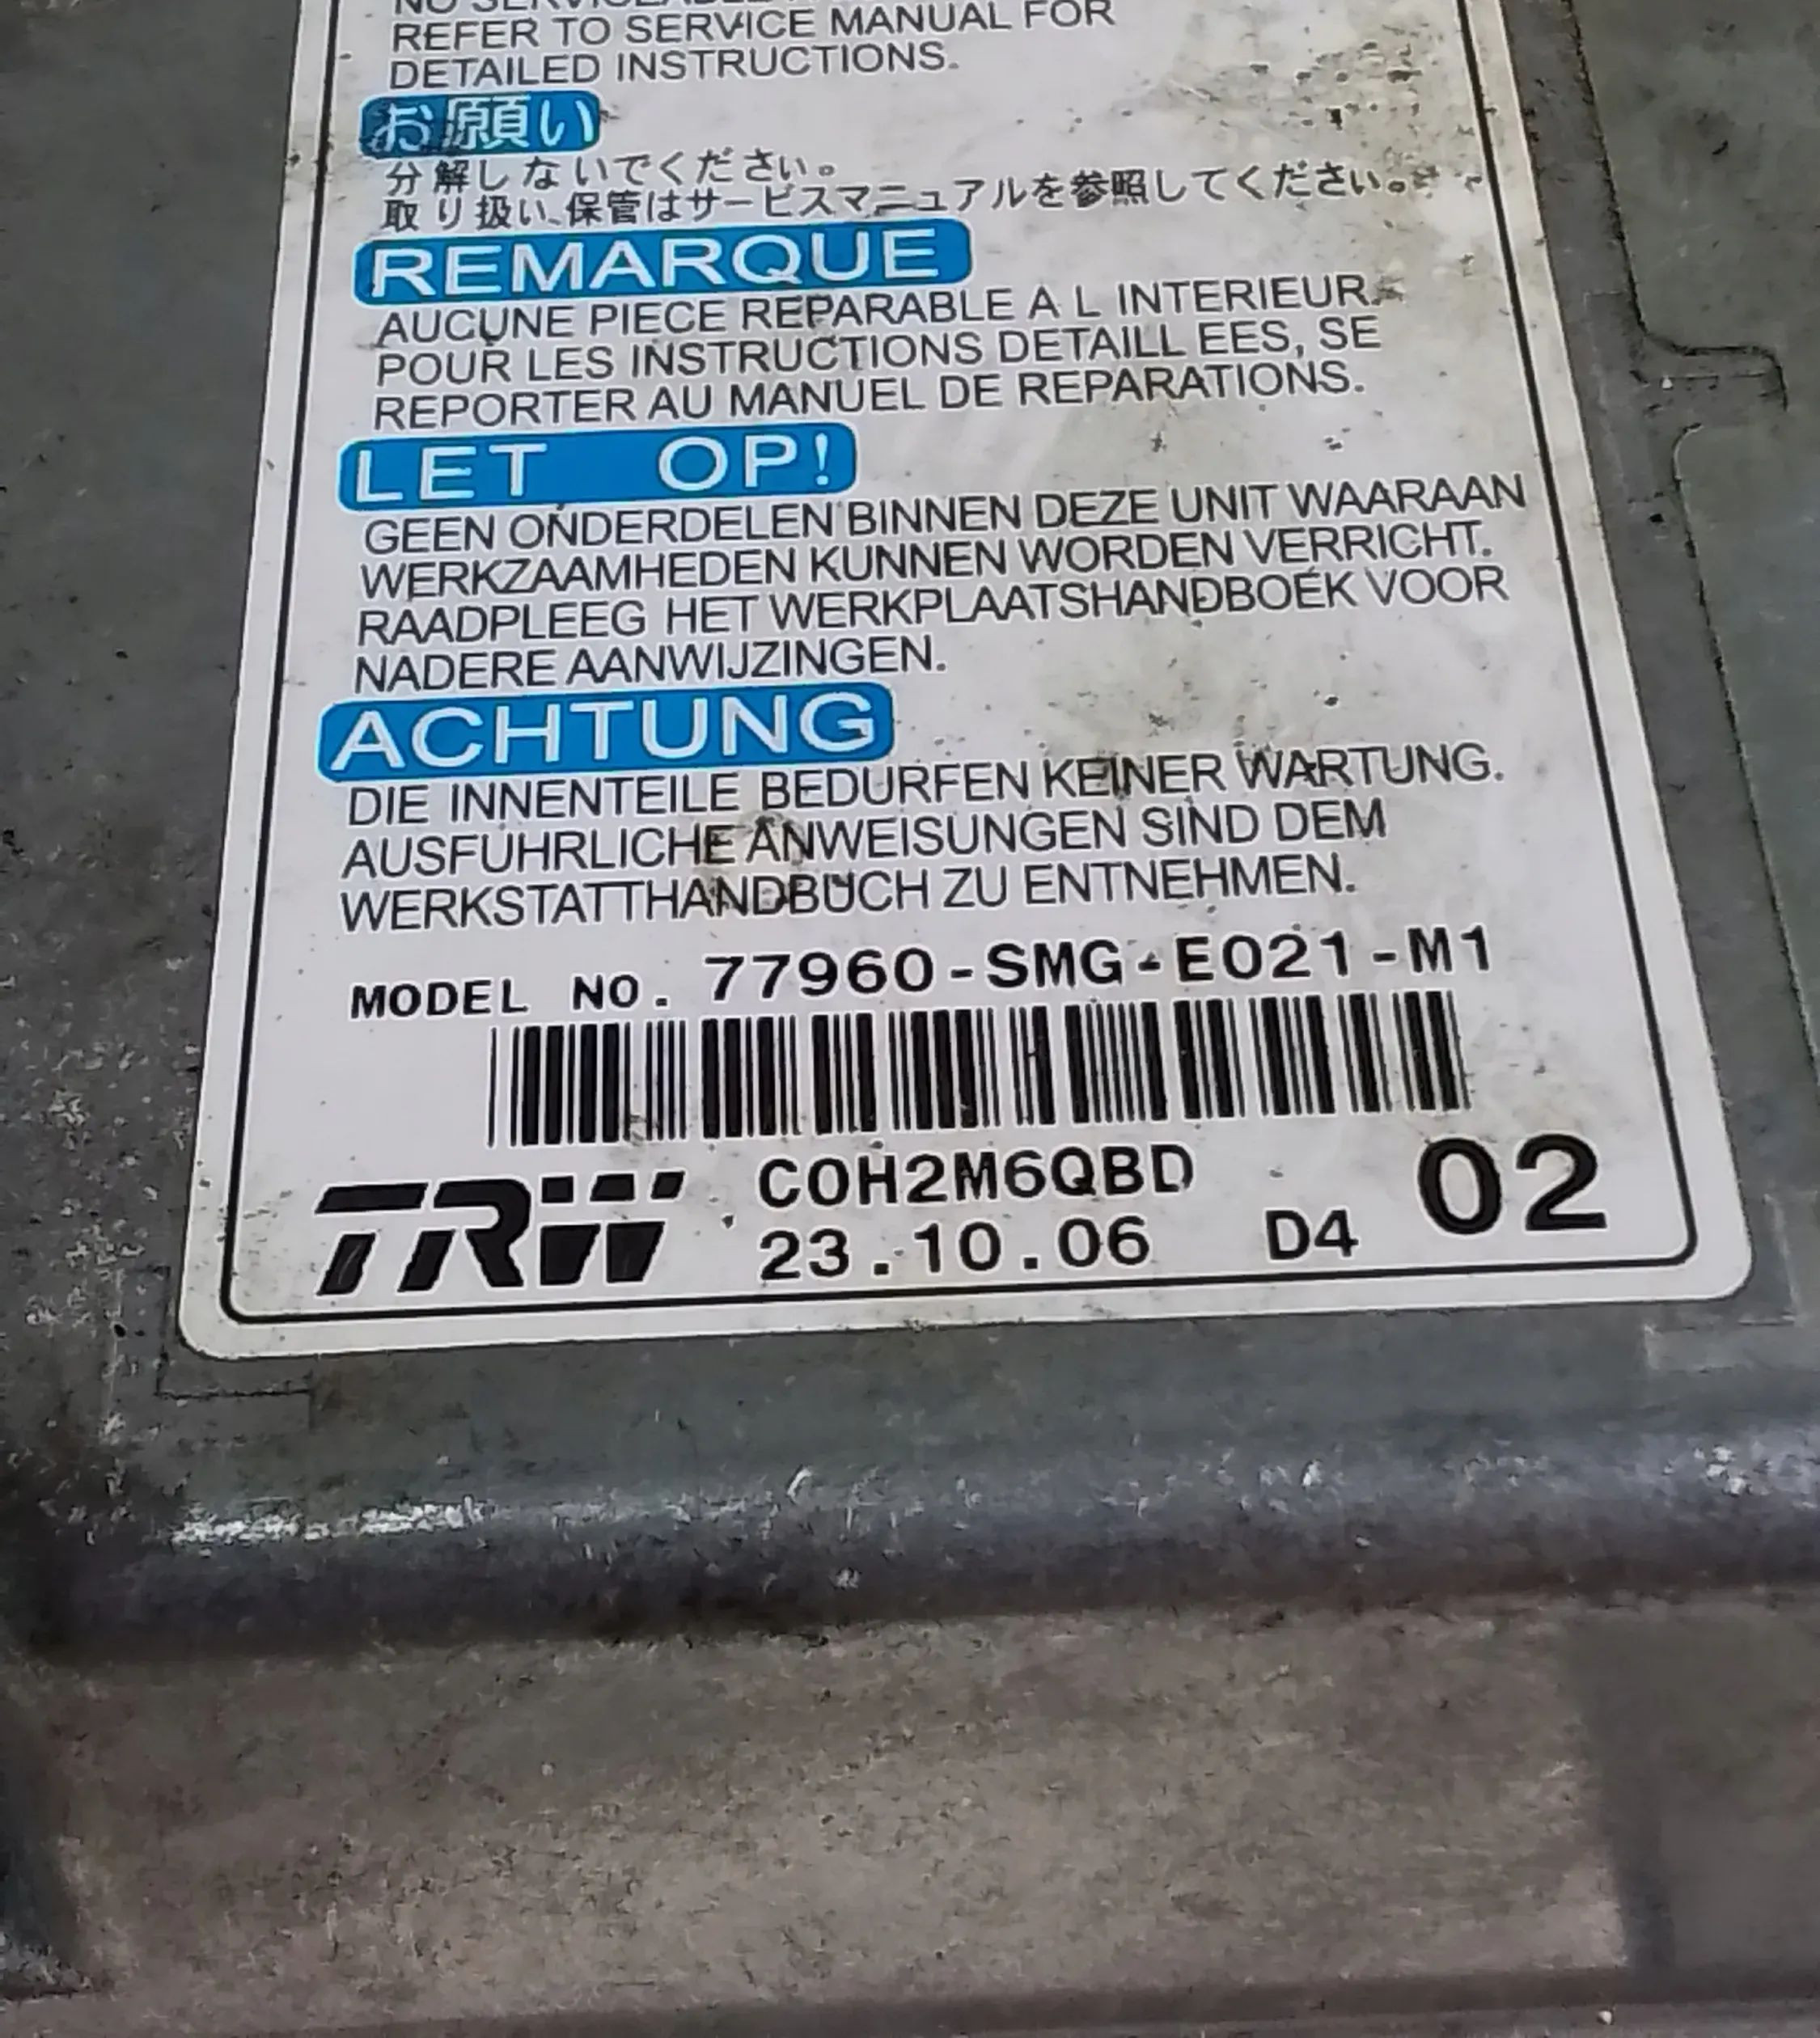 NO SERVICEABLE
REFER TO SERVICE MANUAL FOR
DETAILED INSTRUCTIONS.
お願い
分解しないでください。
取り扱い、保管はサービスマニュアルを参照してください。
REMARQUE
AUCUNE PIECE REPARABLE A L INTERIEUR.
POUR LES INSTRUCTIONS DETAILL EES, SE
REPORTER AU MANUEL DE REPARATIONS.
LET OP!
GEEN ONDERDELEN BINNEN DEZE UNIT WAARAAN
WERKZAAMHEDEN KUNNEN WORDEN VERRICHT.
RAADPLEEG HET WERKPLAATSHANDBOEK VOOR
NADERE AANWIJZINGEN.
ACHTUNG
DIE INNENTEILE BEDURFEN KEINER WARTUNG.
AUSFUHRLICHE ANWEISUNGEN SIND DEM
WERKSTATTHANDBUCH ZU ENTNEHMEN.
MODEL NO. 77960-SMG-E021-M1
TRW C0H2M6QBD
23.10.06 D4 02